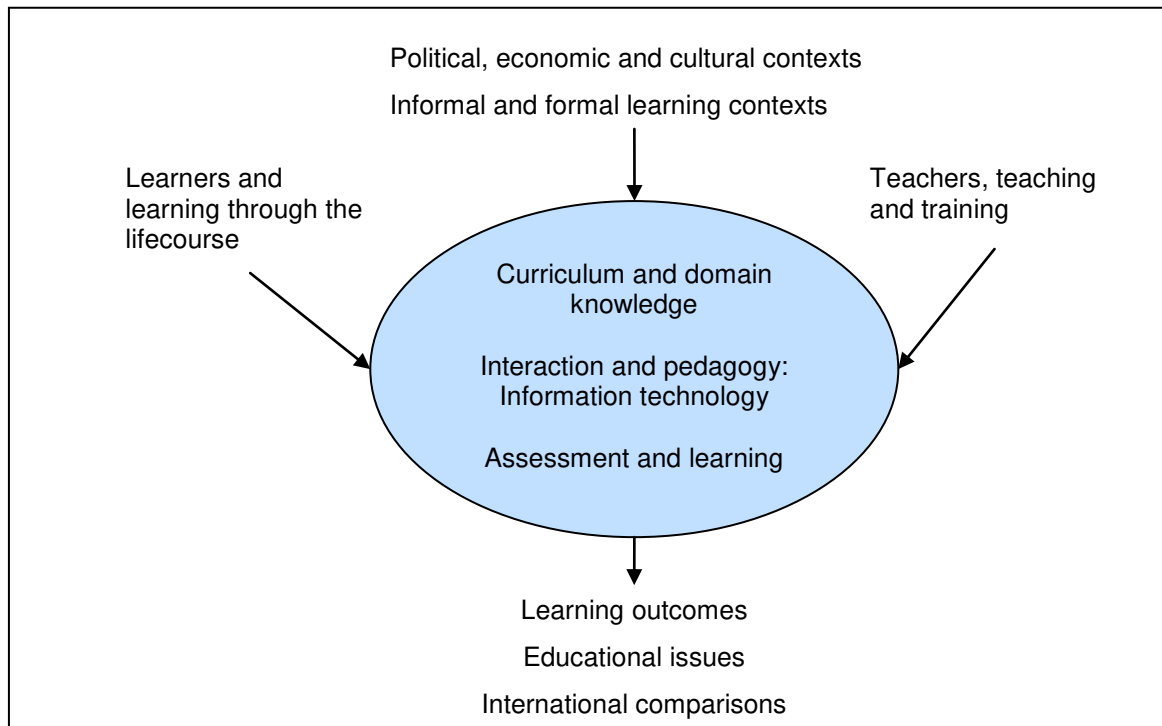 Political, economic and cultural contexts
Informal and formal learning contexts
Learners and
learning through the
lifecourse
Teachers, teaching
and training
Curriculum and domain
knowledge
Interaction and pedagogy:
Information technology
Assessment and learning
Learning outcomes
Educational issues
International comparisons